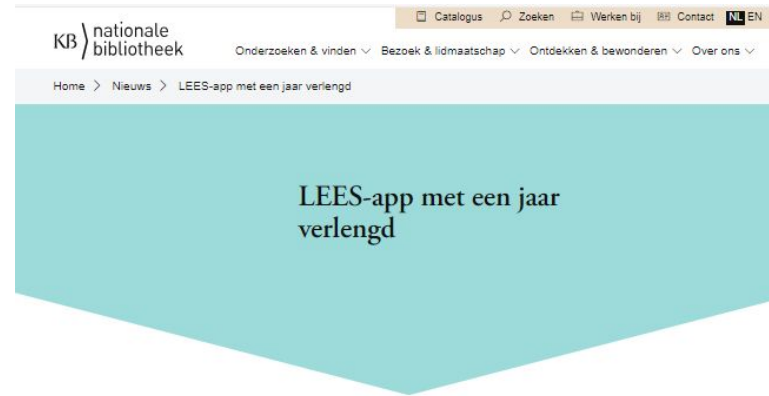 Catalogus Zoeken Werken bij Contact NL EN
KB nationale
bibliotheek
Onderzoeken & vinden Bezoek & lidmaatschap Ontdekken & bewonderen Over ons
Home > Nieuws > LEES-app met een jaar verlengd
LEES-app met een jaar
verlengd